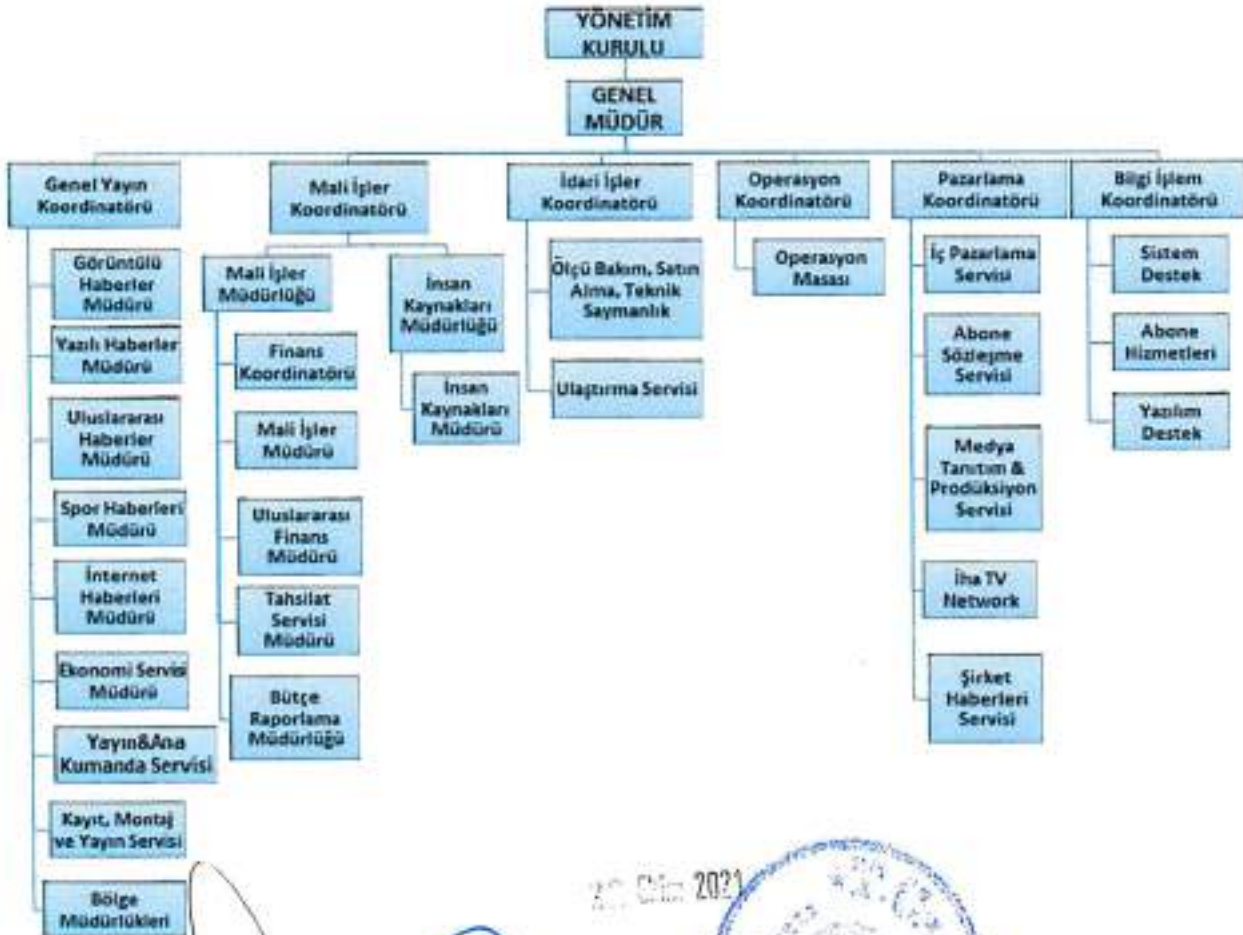 YÖNETİM
KURULU
GENEL
MÜDÜR
Genel Yayın
Koordinatörü
Görüntülü
Haberler
Müdürü
Yazılı Haberler
Müdürü
Uluslararası
Haberler
Müdürü
Spor Haberleri
Müdürü
İnternet
Haberleri
Müdürü
Ekonomi Servisi
Müdürü
Yayın&Ana
Kumanda Servisi
Kayıt, Montaj
ve Yayın Servisi
Bölge
Müdürlükleri
Mali İşler
Koordinatörü
Mali İşler
Müdürlüğü
Finans
Koordinatörü
Mali İşler
Müdürü
Uluslararası
Finans
Müdürü
Tahsilat
Servisi
Müdürü
Bütçe
Raporlama
Müdürlüğü
İnsan
Kaynakları
Müdürlüğü
İnsan
Kaynakları
Müdürü
İdari İşler
Koordinatörü
Ölçü Bakım, Satın
Alma, Teknik
Saymanlık
Ulaştırma Servisi
Operasyon
Koordinatörü
Operasyon
Masası
Pazarlama
Koordinatörü
İç Pazarlama
Servisi
Abone
Sözleşme
Servisi
Medya
Tanıtım &
Prodüksiyon
Servisi
İha TV
Network
Şirket
Haberleri
Servisi
Bilgi İşlem
Koordinatörü
Sistem
Destek
Abone
Hizmetleri
Yazılım
Destek
2021